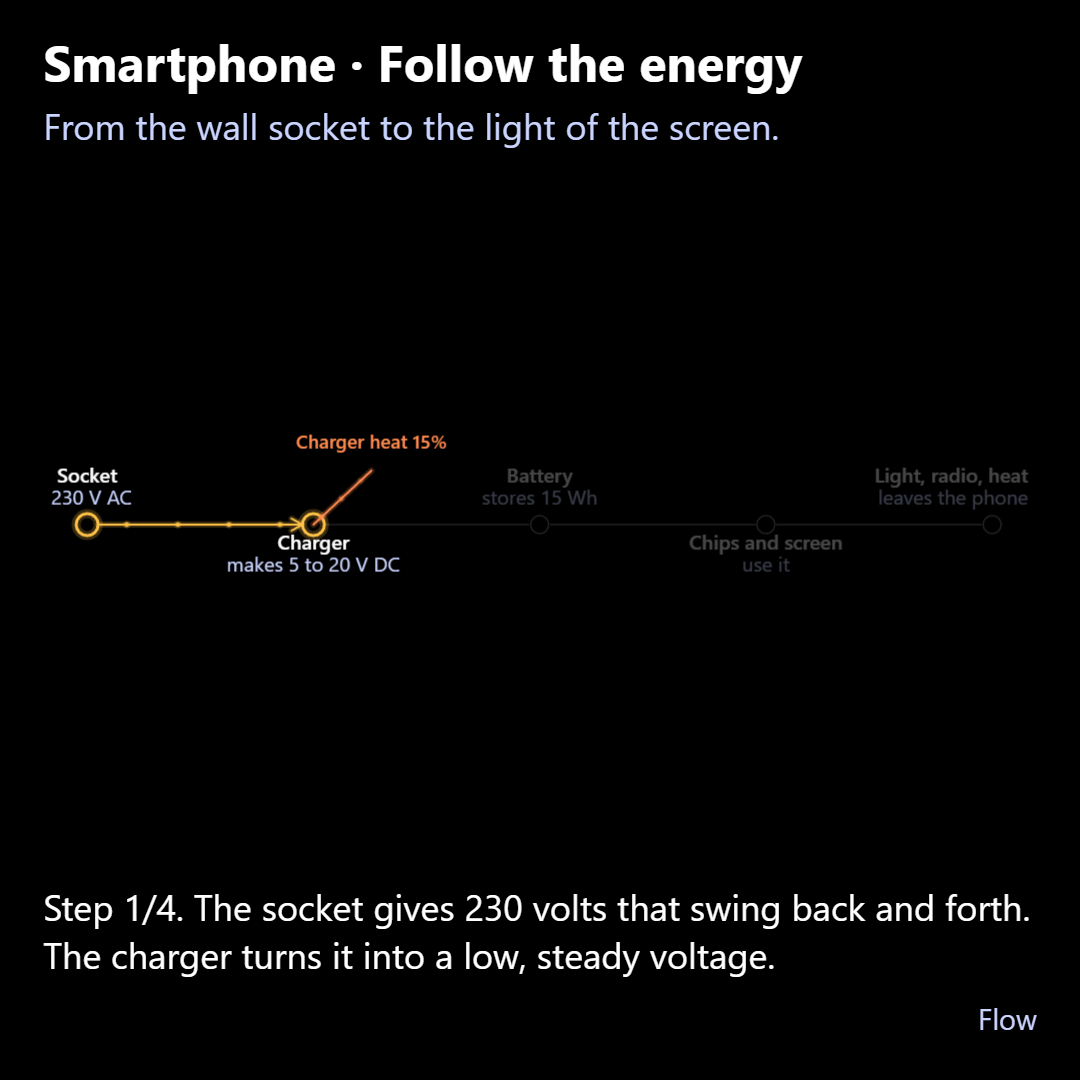 Smartphone · Follow the energy
From the wall socket to the light of the screen.
Charger heat 15%
Socket
230 V AC
Battery
stores 15 Wh
Light, radio, heat
leaves the phone
Charger
makes 5 to 20 V DC
Chips and screen
use it
Step 1/4. The socket gives 230 volts that swing back and forth.
The charger turns it into a low, steady voltage.
Flow